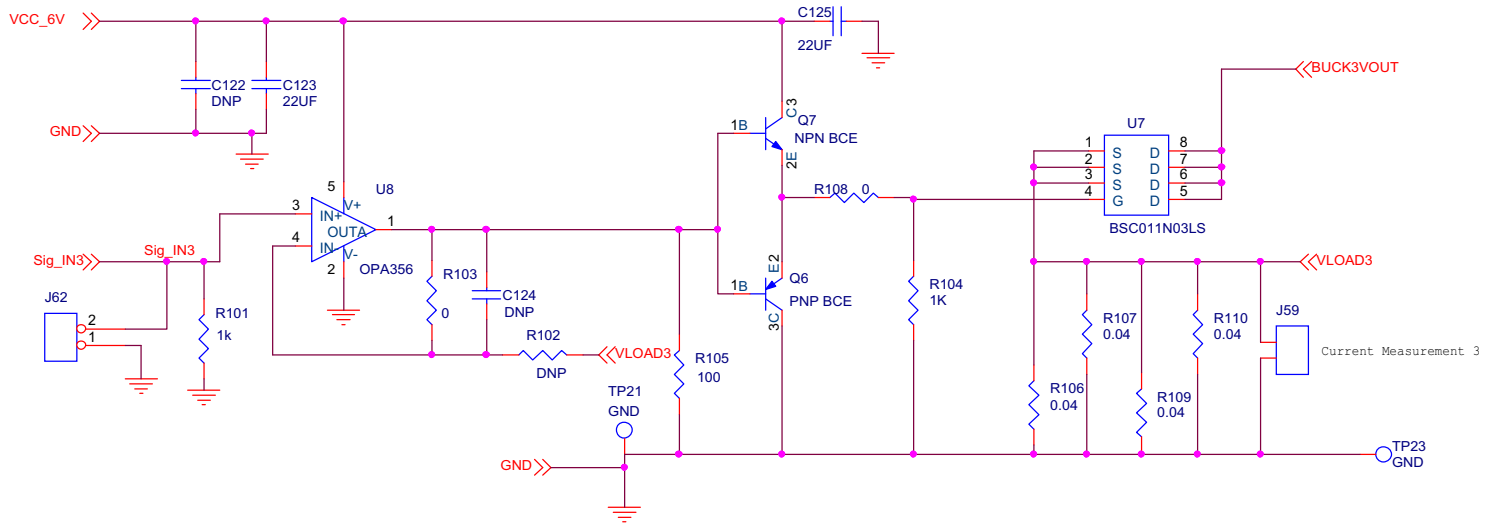 VCC_6V
C125
22UF
BUCK3VOUT
C122
DNP
C123
22UF
GND
1B
C 3
Q7
NPN BCE
2E
U7
1 S D 8
2 S D 7
3 S D 6
4 G D 5
BSC011N03LS
R108 0
5
U8
V+
3
IN+
1
OUTA
4
IN-
V-
2
OPA356
Sig_IN3
Sig_IN3
J62
2
1
R101
1k
R103
0
C124
DNP
R102
DNP
VLOAD3
E 2
1B
Q6
PNP BCE
3C
R104
1K
VLOAD3
R107
0.04
R110
0.04
J59
Current Measurement 3
R105
100
R106
0.04
R109
0.04
TP21
GND
GND
TP23
GND